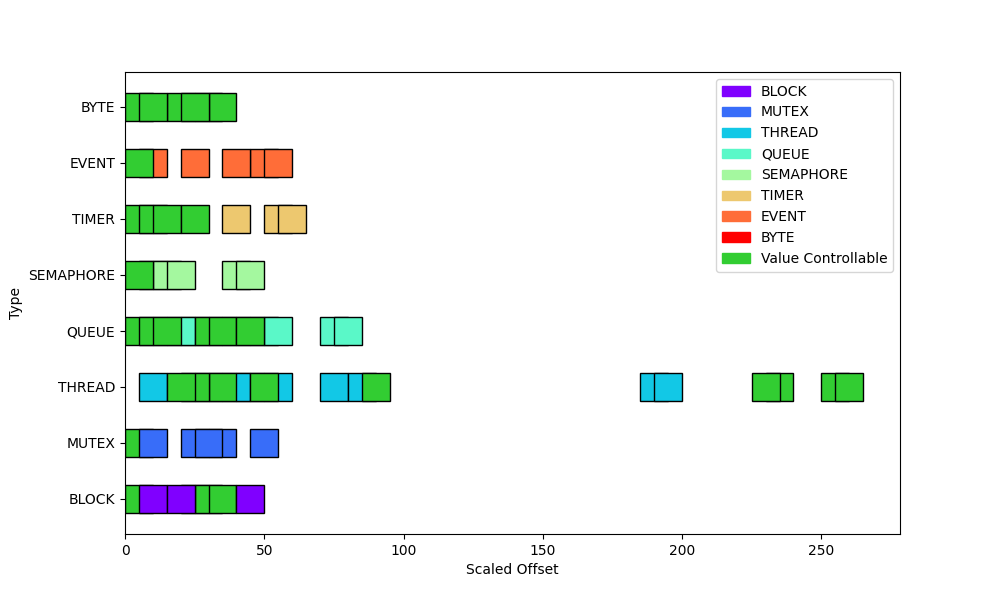 BYTE
EVENT
TIMER
SEMAPHORE
QUEUE
THREAD
MUTEX
BLOCK
Type
0 50 100 150 200 250
Scaled Offset
BLOCK
MUTEX
THREAD
QUEUE
SEMAPHORE
TIMER
EVENT
BYTE
Value Controllable